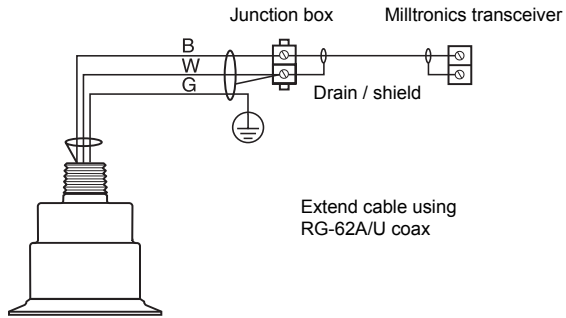 Junction box
Milltronics transceiver
B
W
G
Drain / shield
Extend cable using
RG-62A/U coax